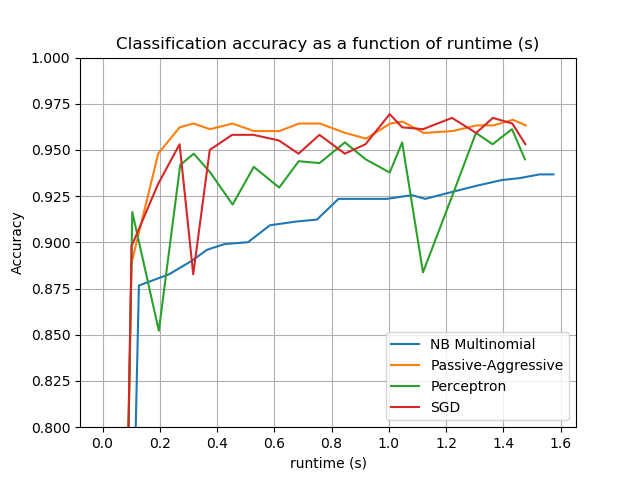 Classification accuracy as a function of runtime (s)
1.000
0.975
0.950
0.925
0.900
0.875
0.850
0.825
0.800
Accuracy
NB Multinomial
Passive-Aggressive
Perceptron
SGD
0.0 0.2 0.4 0.6 0.8 1.0 1.2 1.4 1.6
runtime (s)